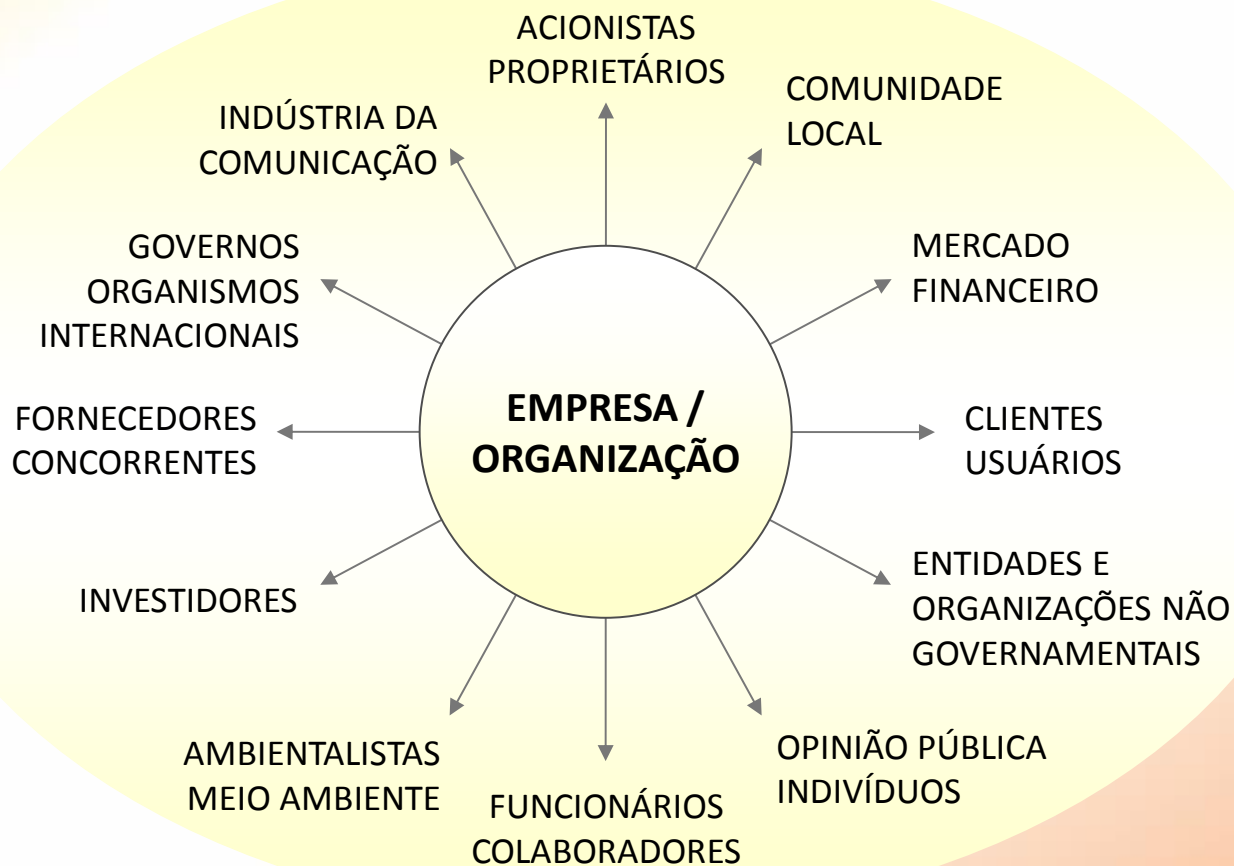 ACIONISTAS
PROPRIETÁRIOS
COMUNIDADE
LOCAL
INDÚSTRIA DA
COMUNICAÇÃO
MERCADO
FINANCEIRO
GOVERNOS
ORGANISMOS
INTERNACIONAIS
EMPRESA /
ORGANIZAÇÃO
FORNECEDORES
CONCORRENTES
CLIENTES
USUÁRIOS
ENTIDADES E
ORGANIZAÇÕES NÃO
GOVERNAMENTAIS
INVESTIDORES
OPINIÃO PÚBLICA
INDIVÍDUOS
AMBIENTALISTAS
MEIO AMBIENTE
FUNCIONÁRIOS
COLABORADORES